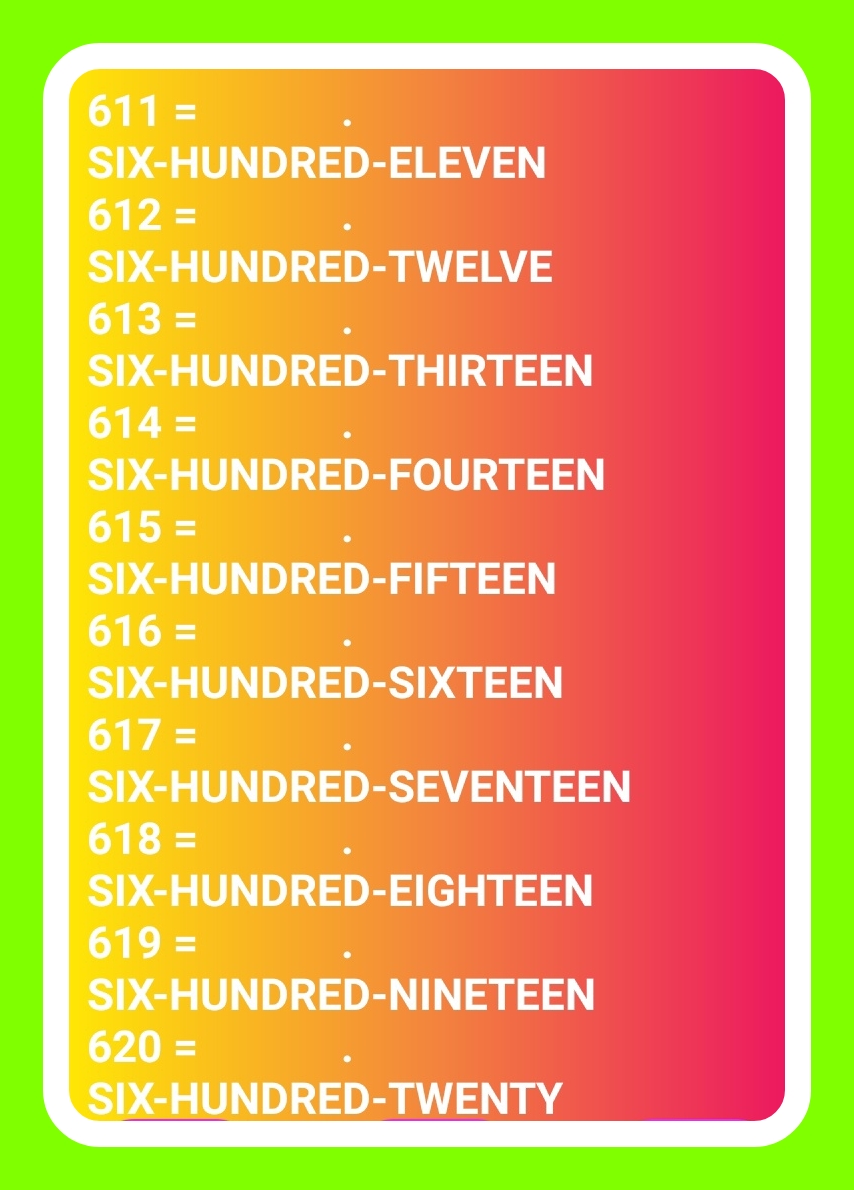 611 = .
SIX-HUNDRED-ELEVEN
612 = .
SIX-HUNDRED-TWELVE
613 = .
SIX-HUNDRED-THIRTEEN
614 = .
SIX-HUNDRED-FOURTEEN
615 = .
SIX-HUNDRED-FIFTEEN
616 = .
SIX-HUNDRED-SIXTEEN
617 = .
SIX-HUNDRED-SEVENTEEN
618 = .
SIX-HUNDRED-EIGHTEEN
619 = .
SIX-HUNDRED-NINETEEN
620 = .
SIX-HUNDRED-TWENTY